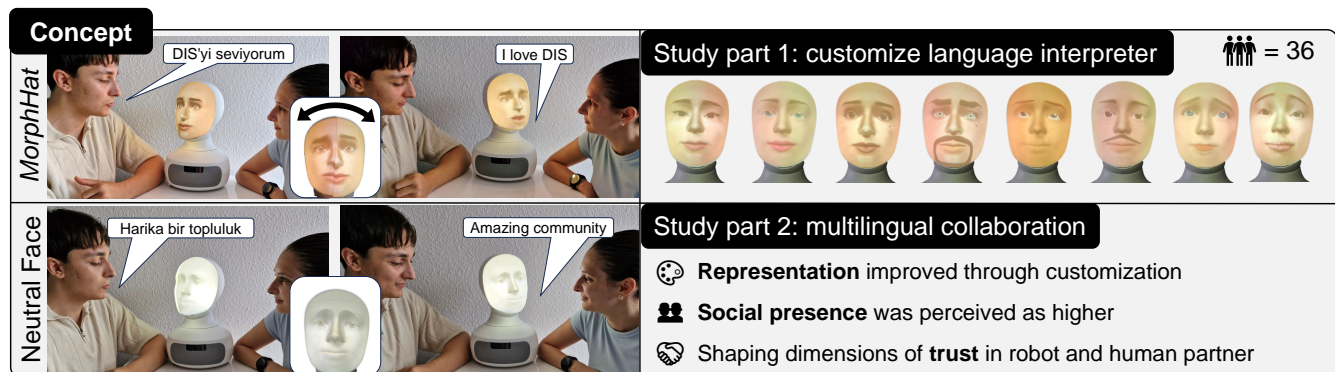 Concept
MorphHat
DIS'yi seviyorum
I love DIS
Neutral Face
Harika bir topluluk
Amazing community
Study part 1: customize language interpreter
= 36
Study part 2: multilingual collaboration
Representation improved through customization
Social presence was perceived as higher
Shaping dimensions of trust in robot and human partner